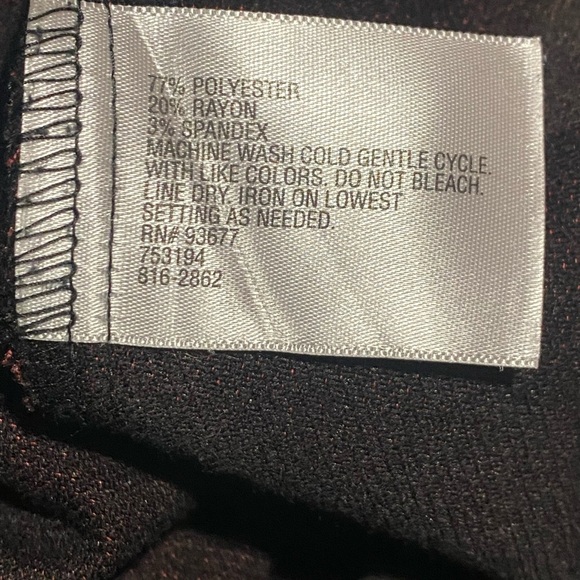 77% POLYESTER
20% RAYON
3% SPANDEX
MACHINE WASH COLD GENTLE CYCLE.
WITH LIKE COLORS. DO NOT BLEACH.
LINE DRY. IRON ON LOWEST
SETTING AS NEEDED.
RN# 93677
753194
816-2862